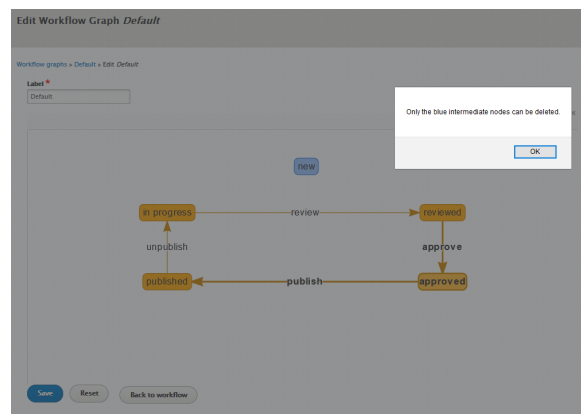 Edit Workflow Graph Default
Workflow graphs » Default » Edit Default
Label *
Default
Only the blue intermediate nodes can be deleted.
OK
new
in progress
review
reviewed
unpublish
approve
published
publish
approved
Save
Reset
Back to workflow